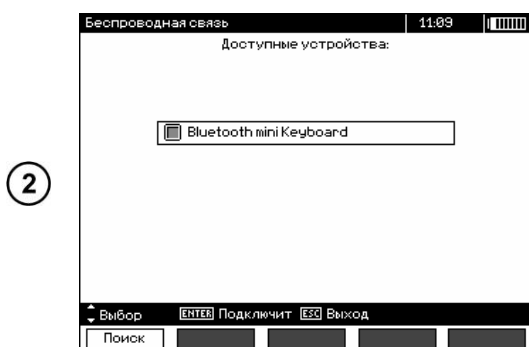 Беспроводная связь 11:09
Доступные устройства:
Bluetooth mini Keyboard
2
Выбор ENTER Подключит ESC Выход
Поиск